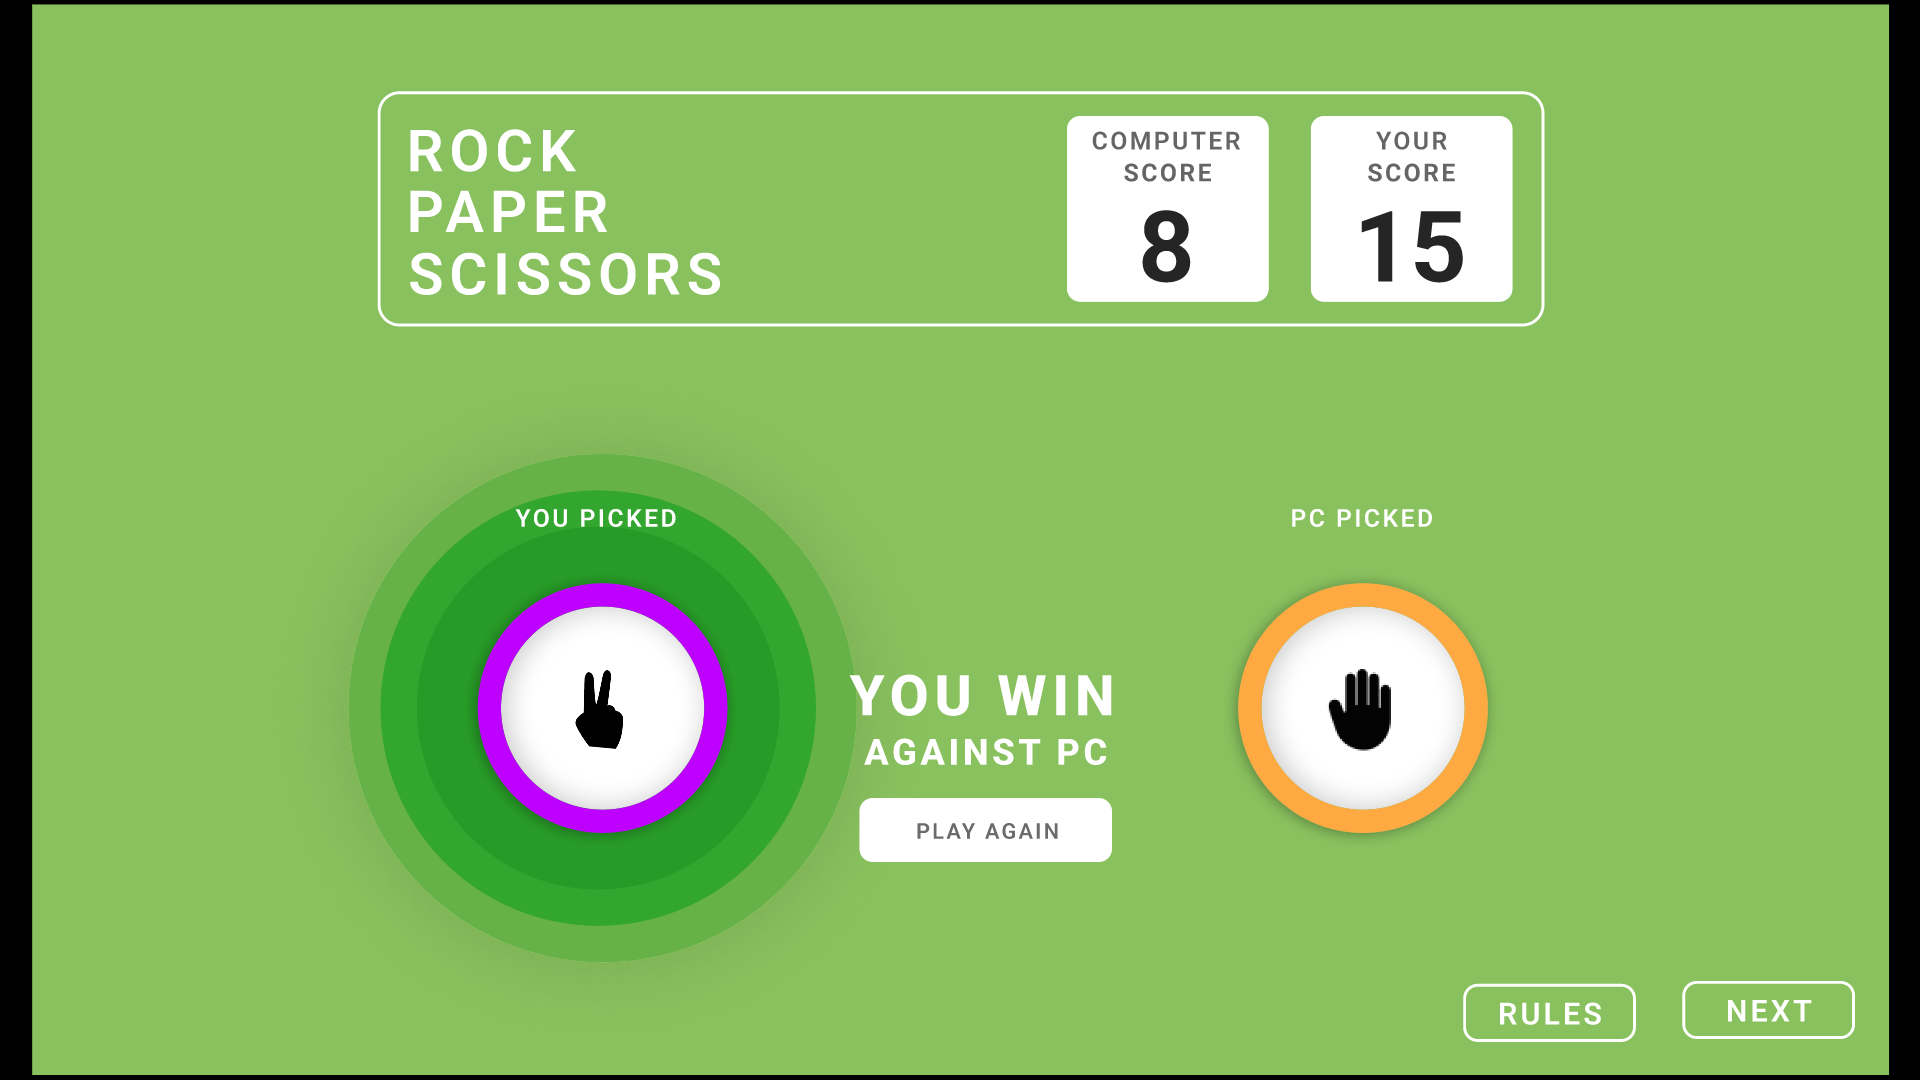 ROCK
PAPER
SCISSORS
COMPUTER
SCORE
8
YOUR
SCORE
15
YOU PICKED
PC PICKED
YOU WIN
AGAINST PC
PLAY AGAIN
RULES
NEXT